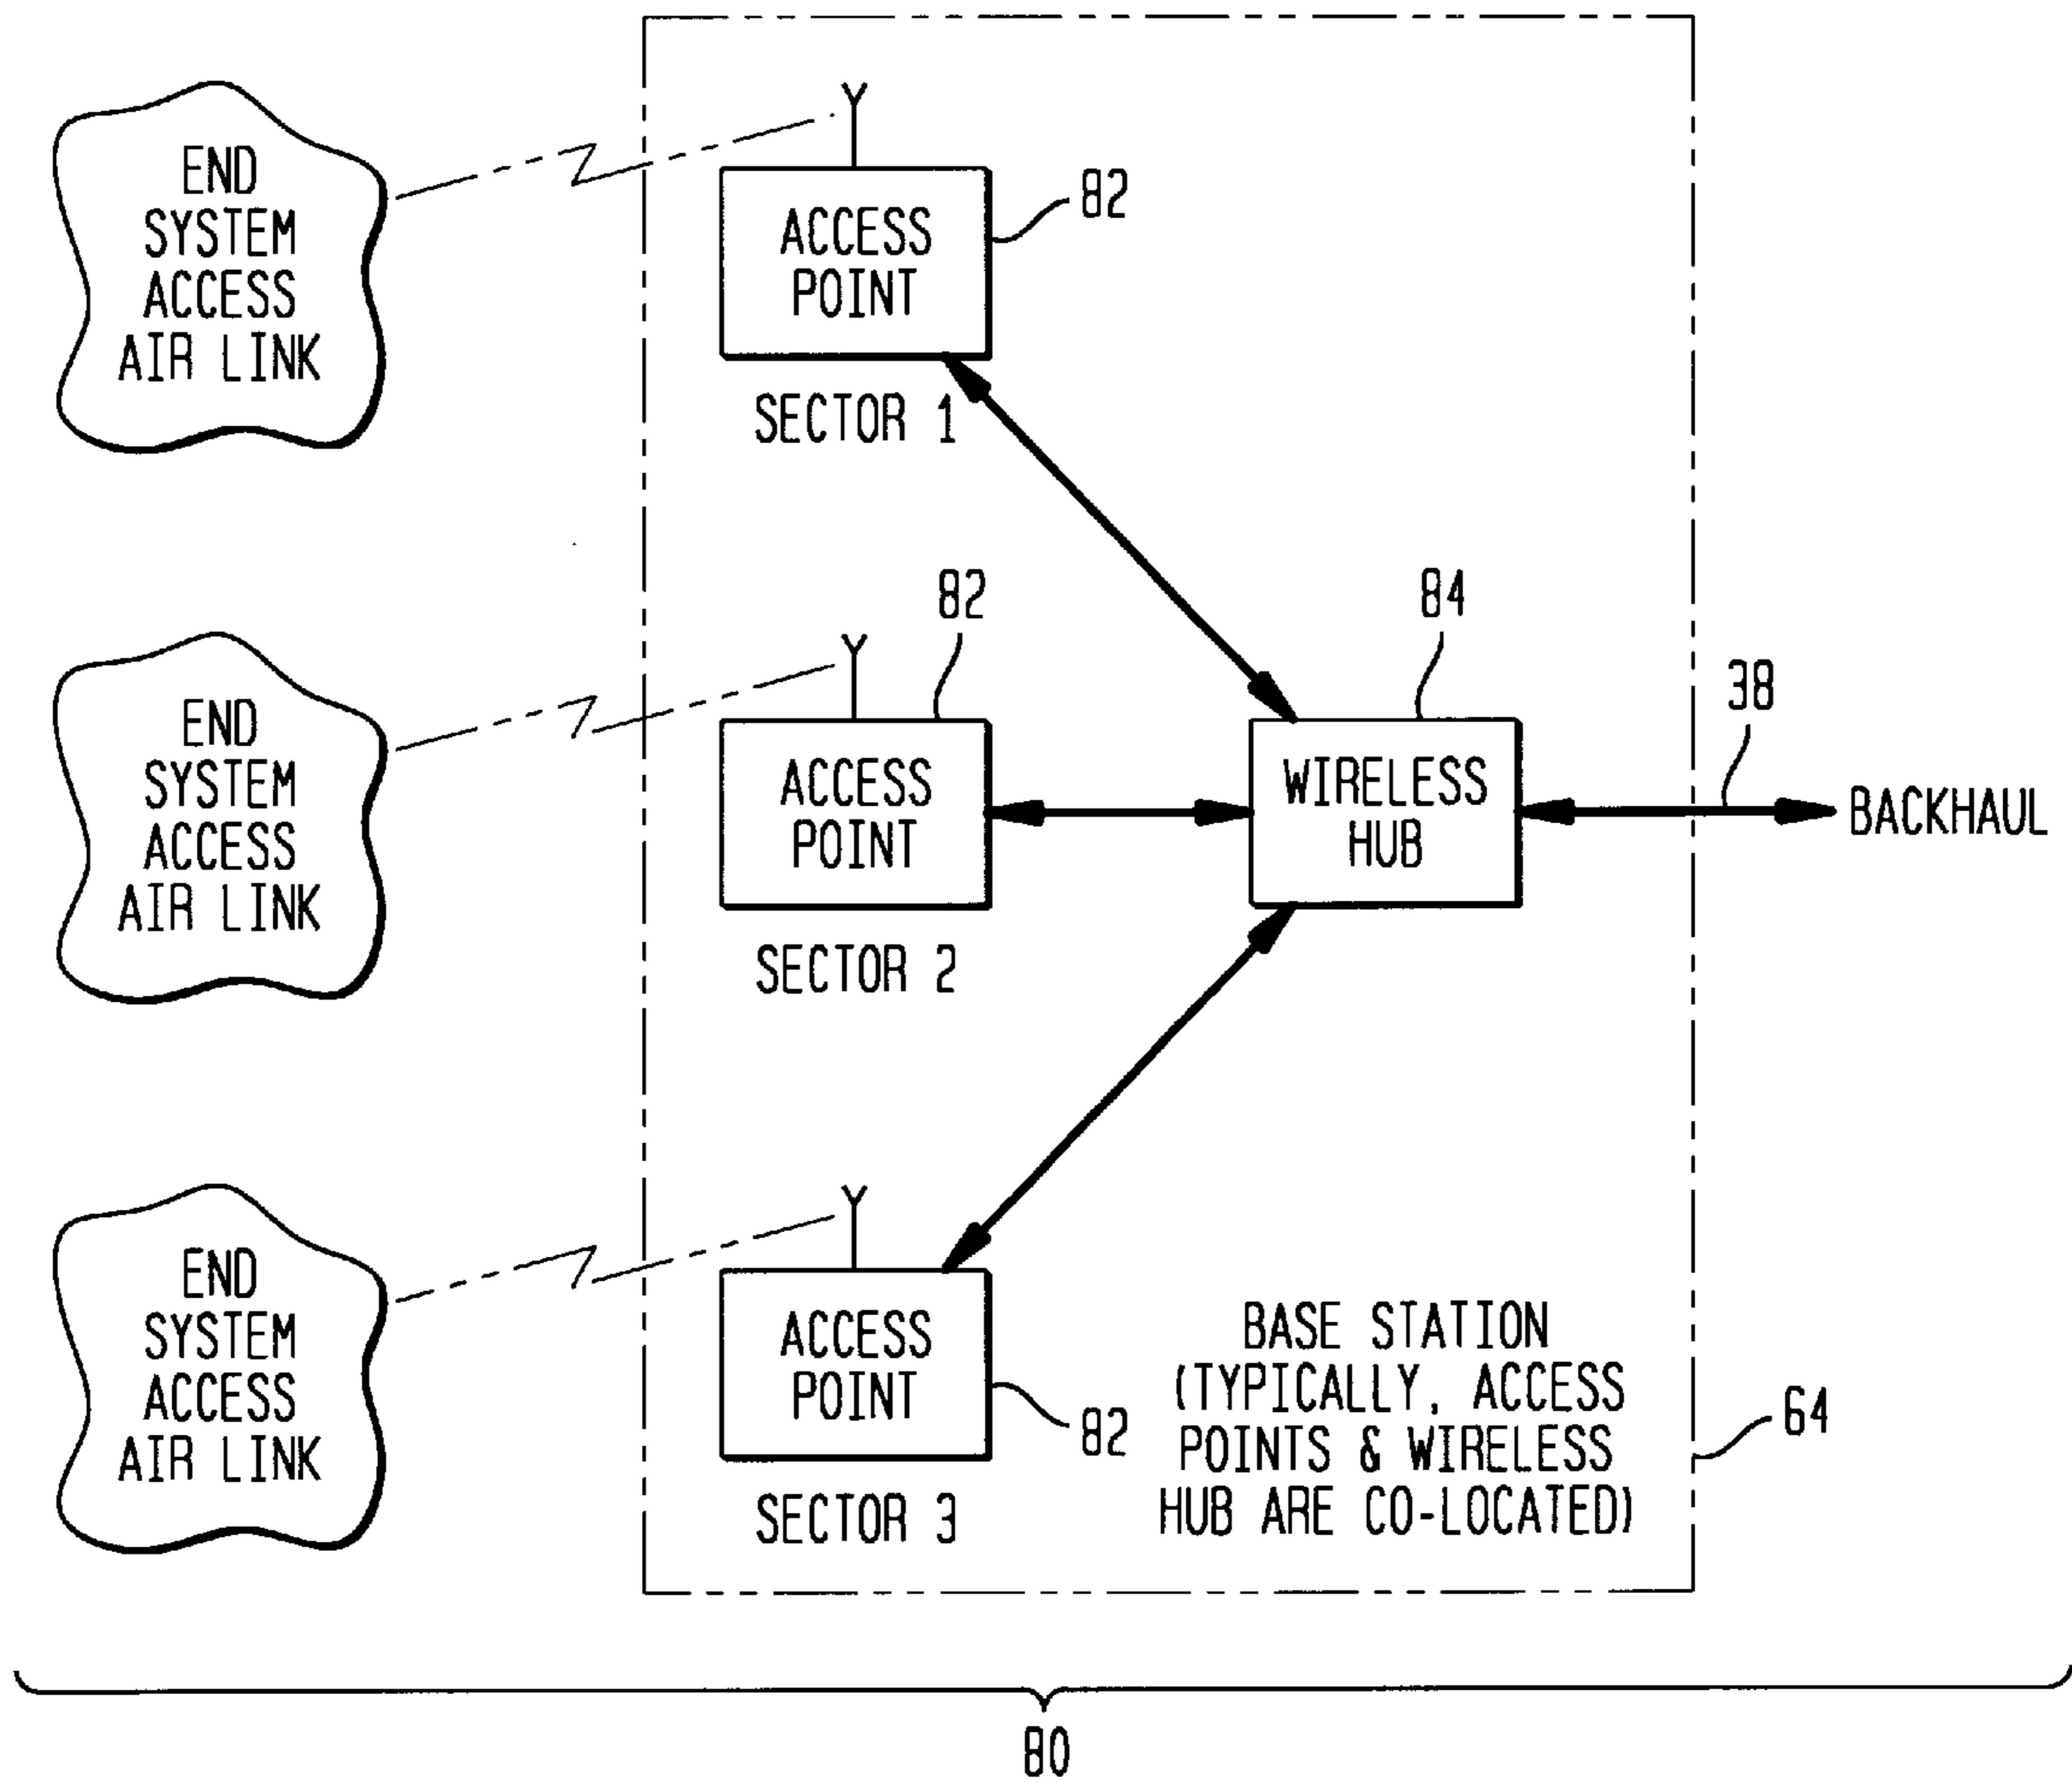 END
SYSTEM
ACCESS
AIR LINK
ACCESS
POINT
82
SECTOR 1
END
SYSTEM
ACCESS
AIR LINK
82
ACCESS
POINT
SECTOR 2
84
WIRELESS
HUB
38
BACKHAUL
END
SYSTEM
ACCESS
AIR LINK
ACCESS
POINT
82
SECTOR 3
BASE STATION
(TYPICALLY, ACCESS
POINTS & WIRELESS
HUB ARE CO-LOCATED)
64
80